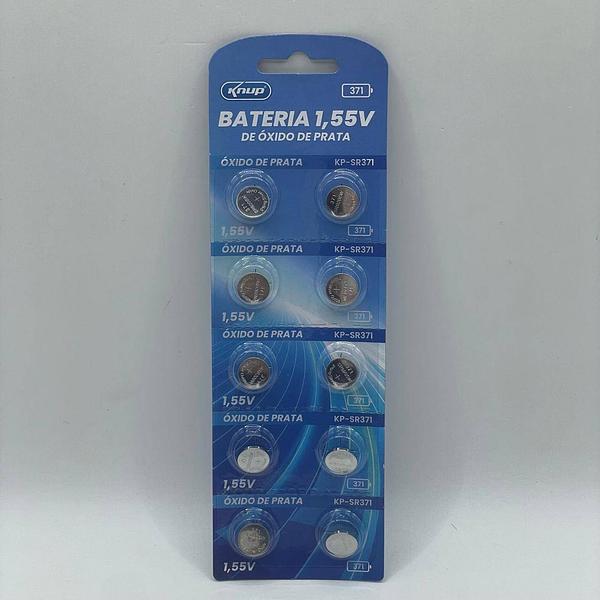 Knup
371
BATERIA 1,55V
DE ÓXIDO DE PRATA
ÓXIDO DE PRATA KP-SR371
1,55V 371
ÓXIDO DE PRATA KP-SR371
1,55V 371
ÓXIDO DE PRATA KP-SR371
1,55V 371
ÓXIDO DE PRATA KP-SR371
1,55V 371
ÓXIDO DE PRATA KP-SR371
1,55V 371